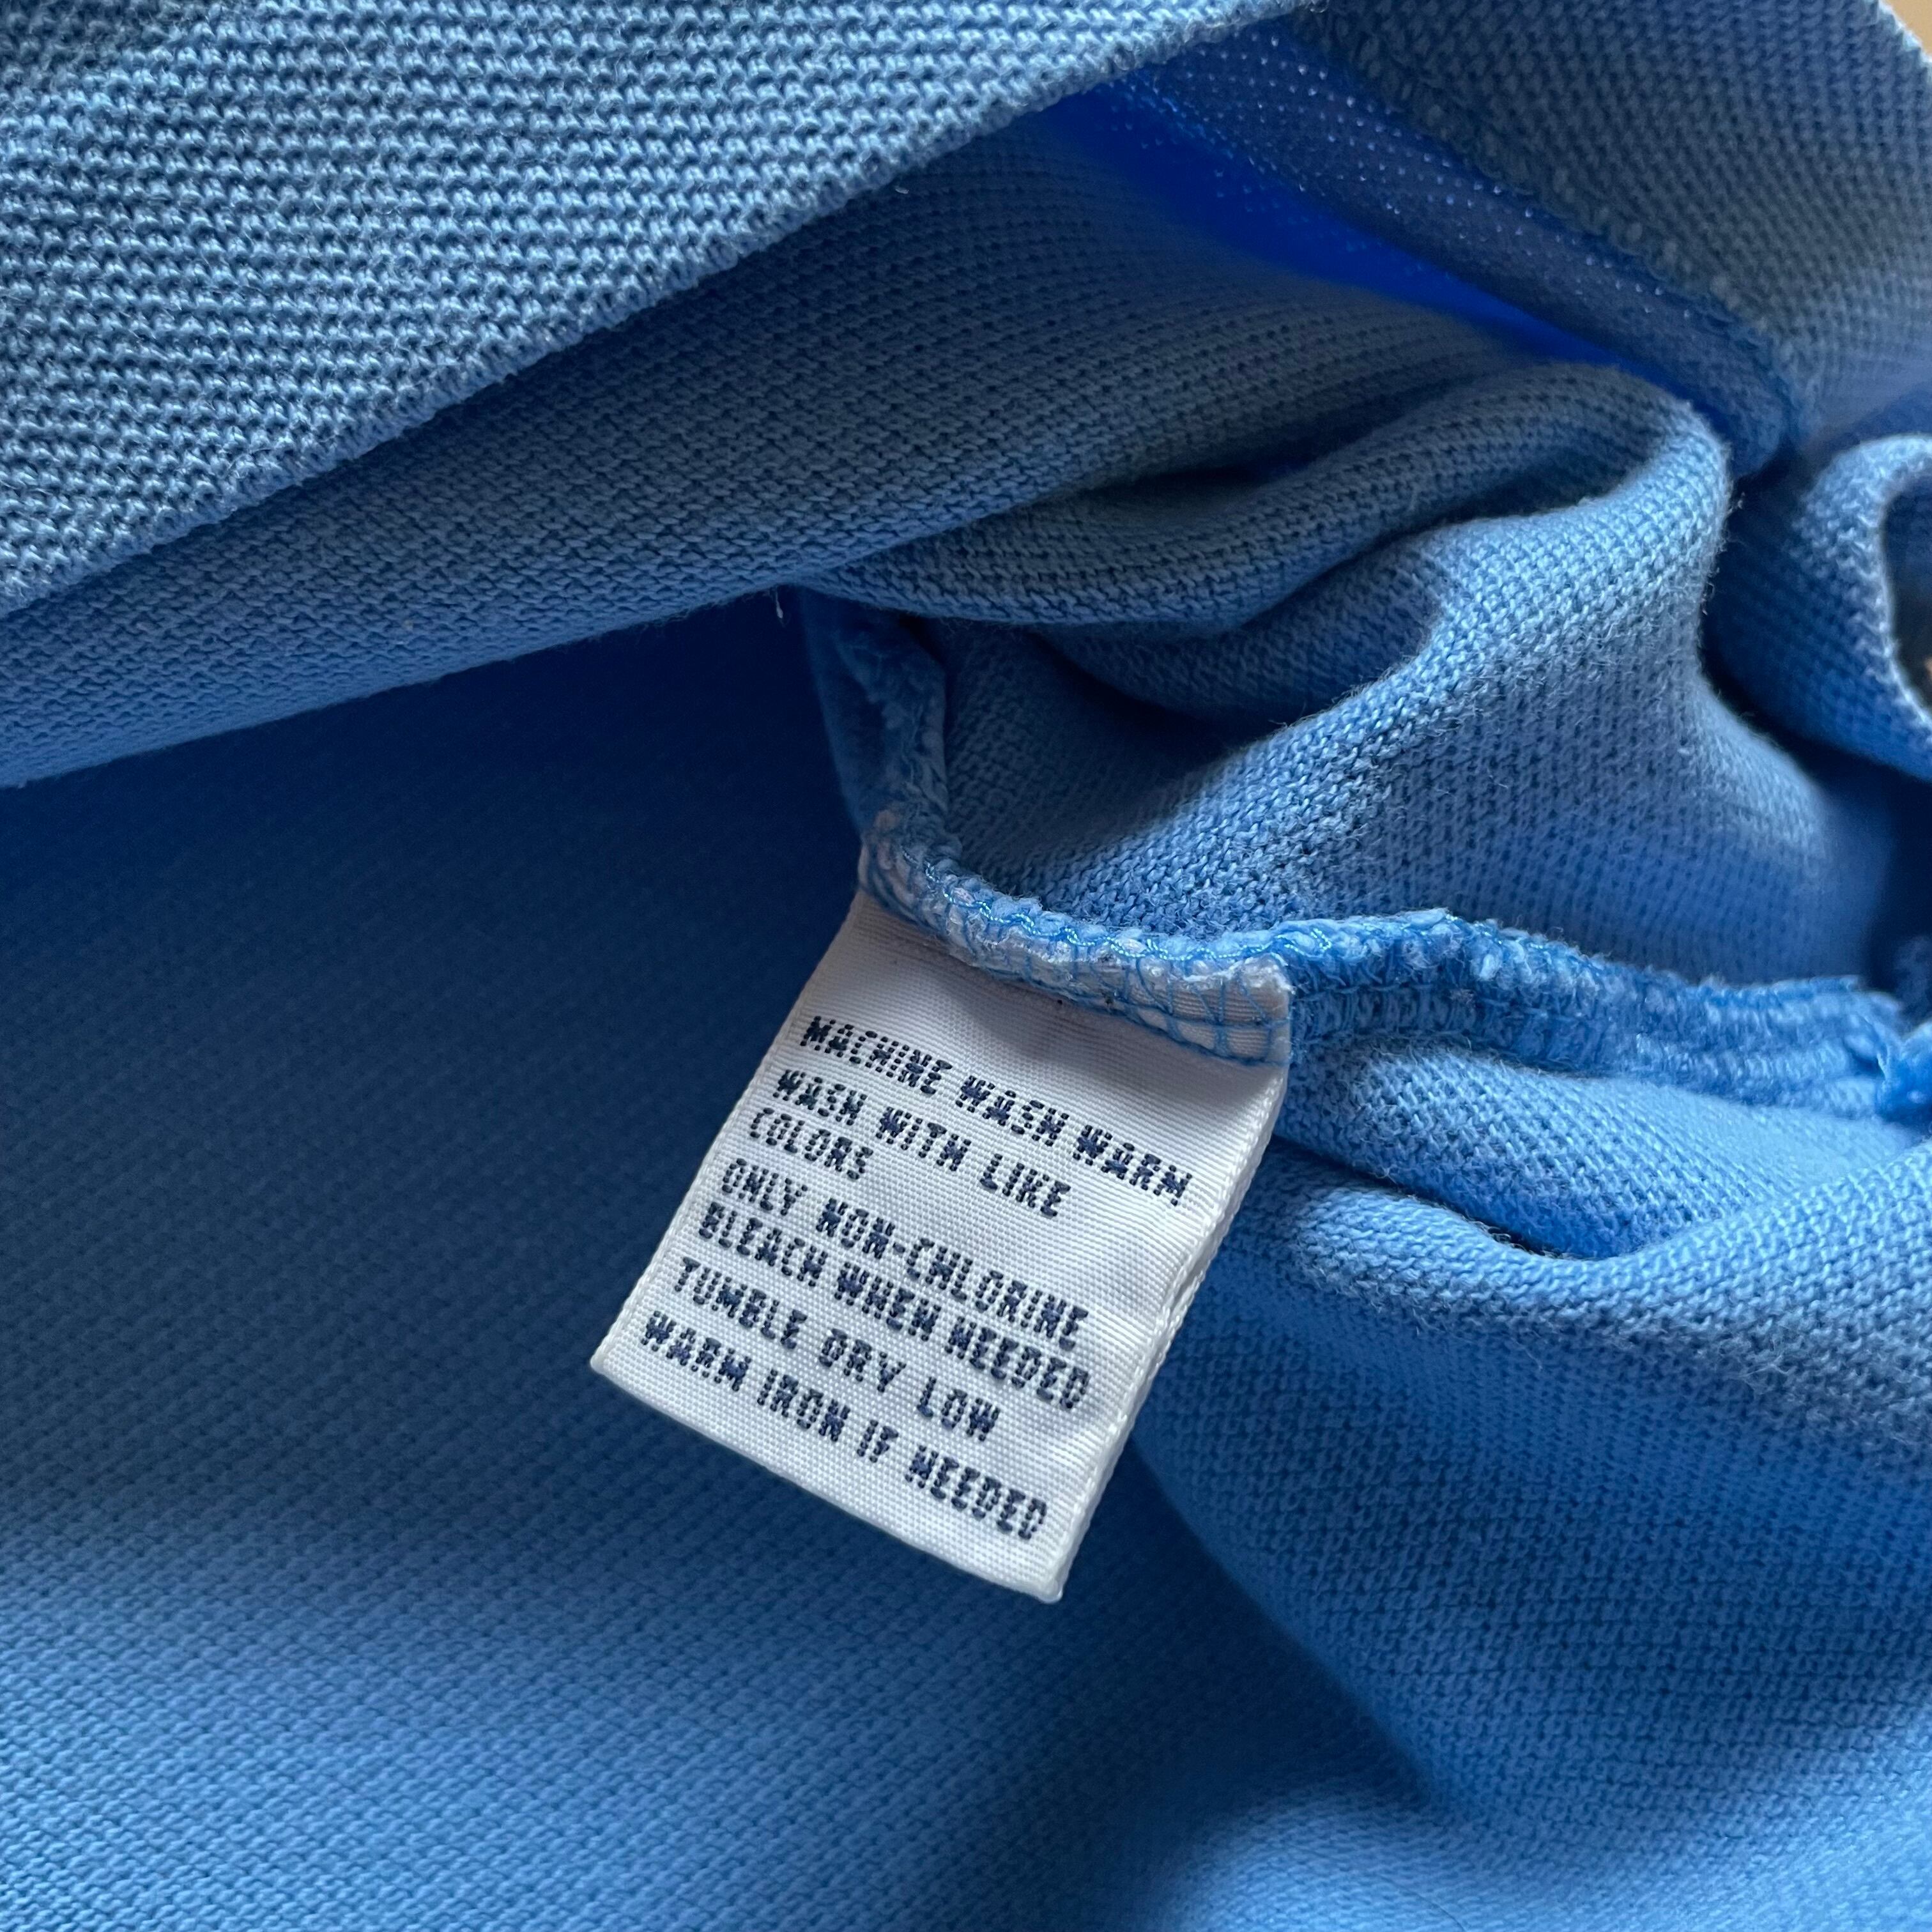 MACHINE WASH WARM
WASH WITH LIKE
COLORS
ONLY NON-CHLORINE
BLEACH WHEN NEEDED
TUMBLE DRY LOW
WARM IRON IF NEEDED